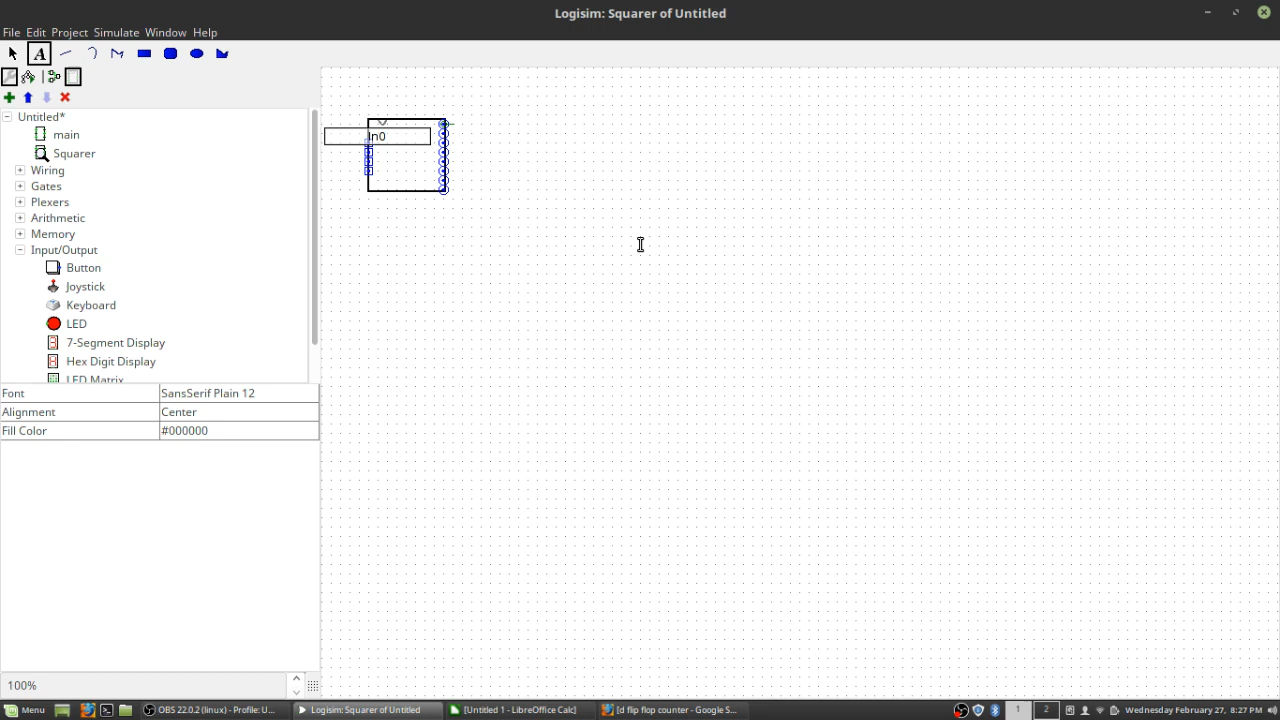 Logisim: Squarer of Untitled
File Edit Project Simulate Window Help
A
Untitled*
main
Squarer
Wiring
Gates
Plexers
Arithmetic
Memory
Input/Output
Button
Joystick
Keyboard
LED
7-Segment Display
Hex Digit Display
LED Matrix
Font SansSerif Plain 12
Alignment Center
Fill Color #000000
In0
100%
Menu OBS 22.0.2 (linux) - Profile: U... Logisim: Squarer of Untitled [Untitled 1 - LibreOffice Calc] [d flip flop counter - Google S... 1 2 Wednesday February 27, 8:27 PM